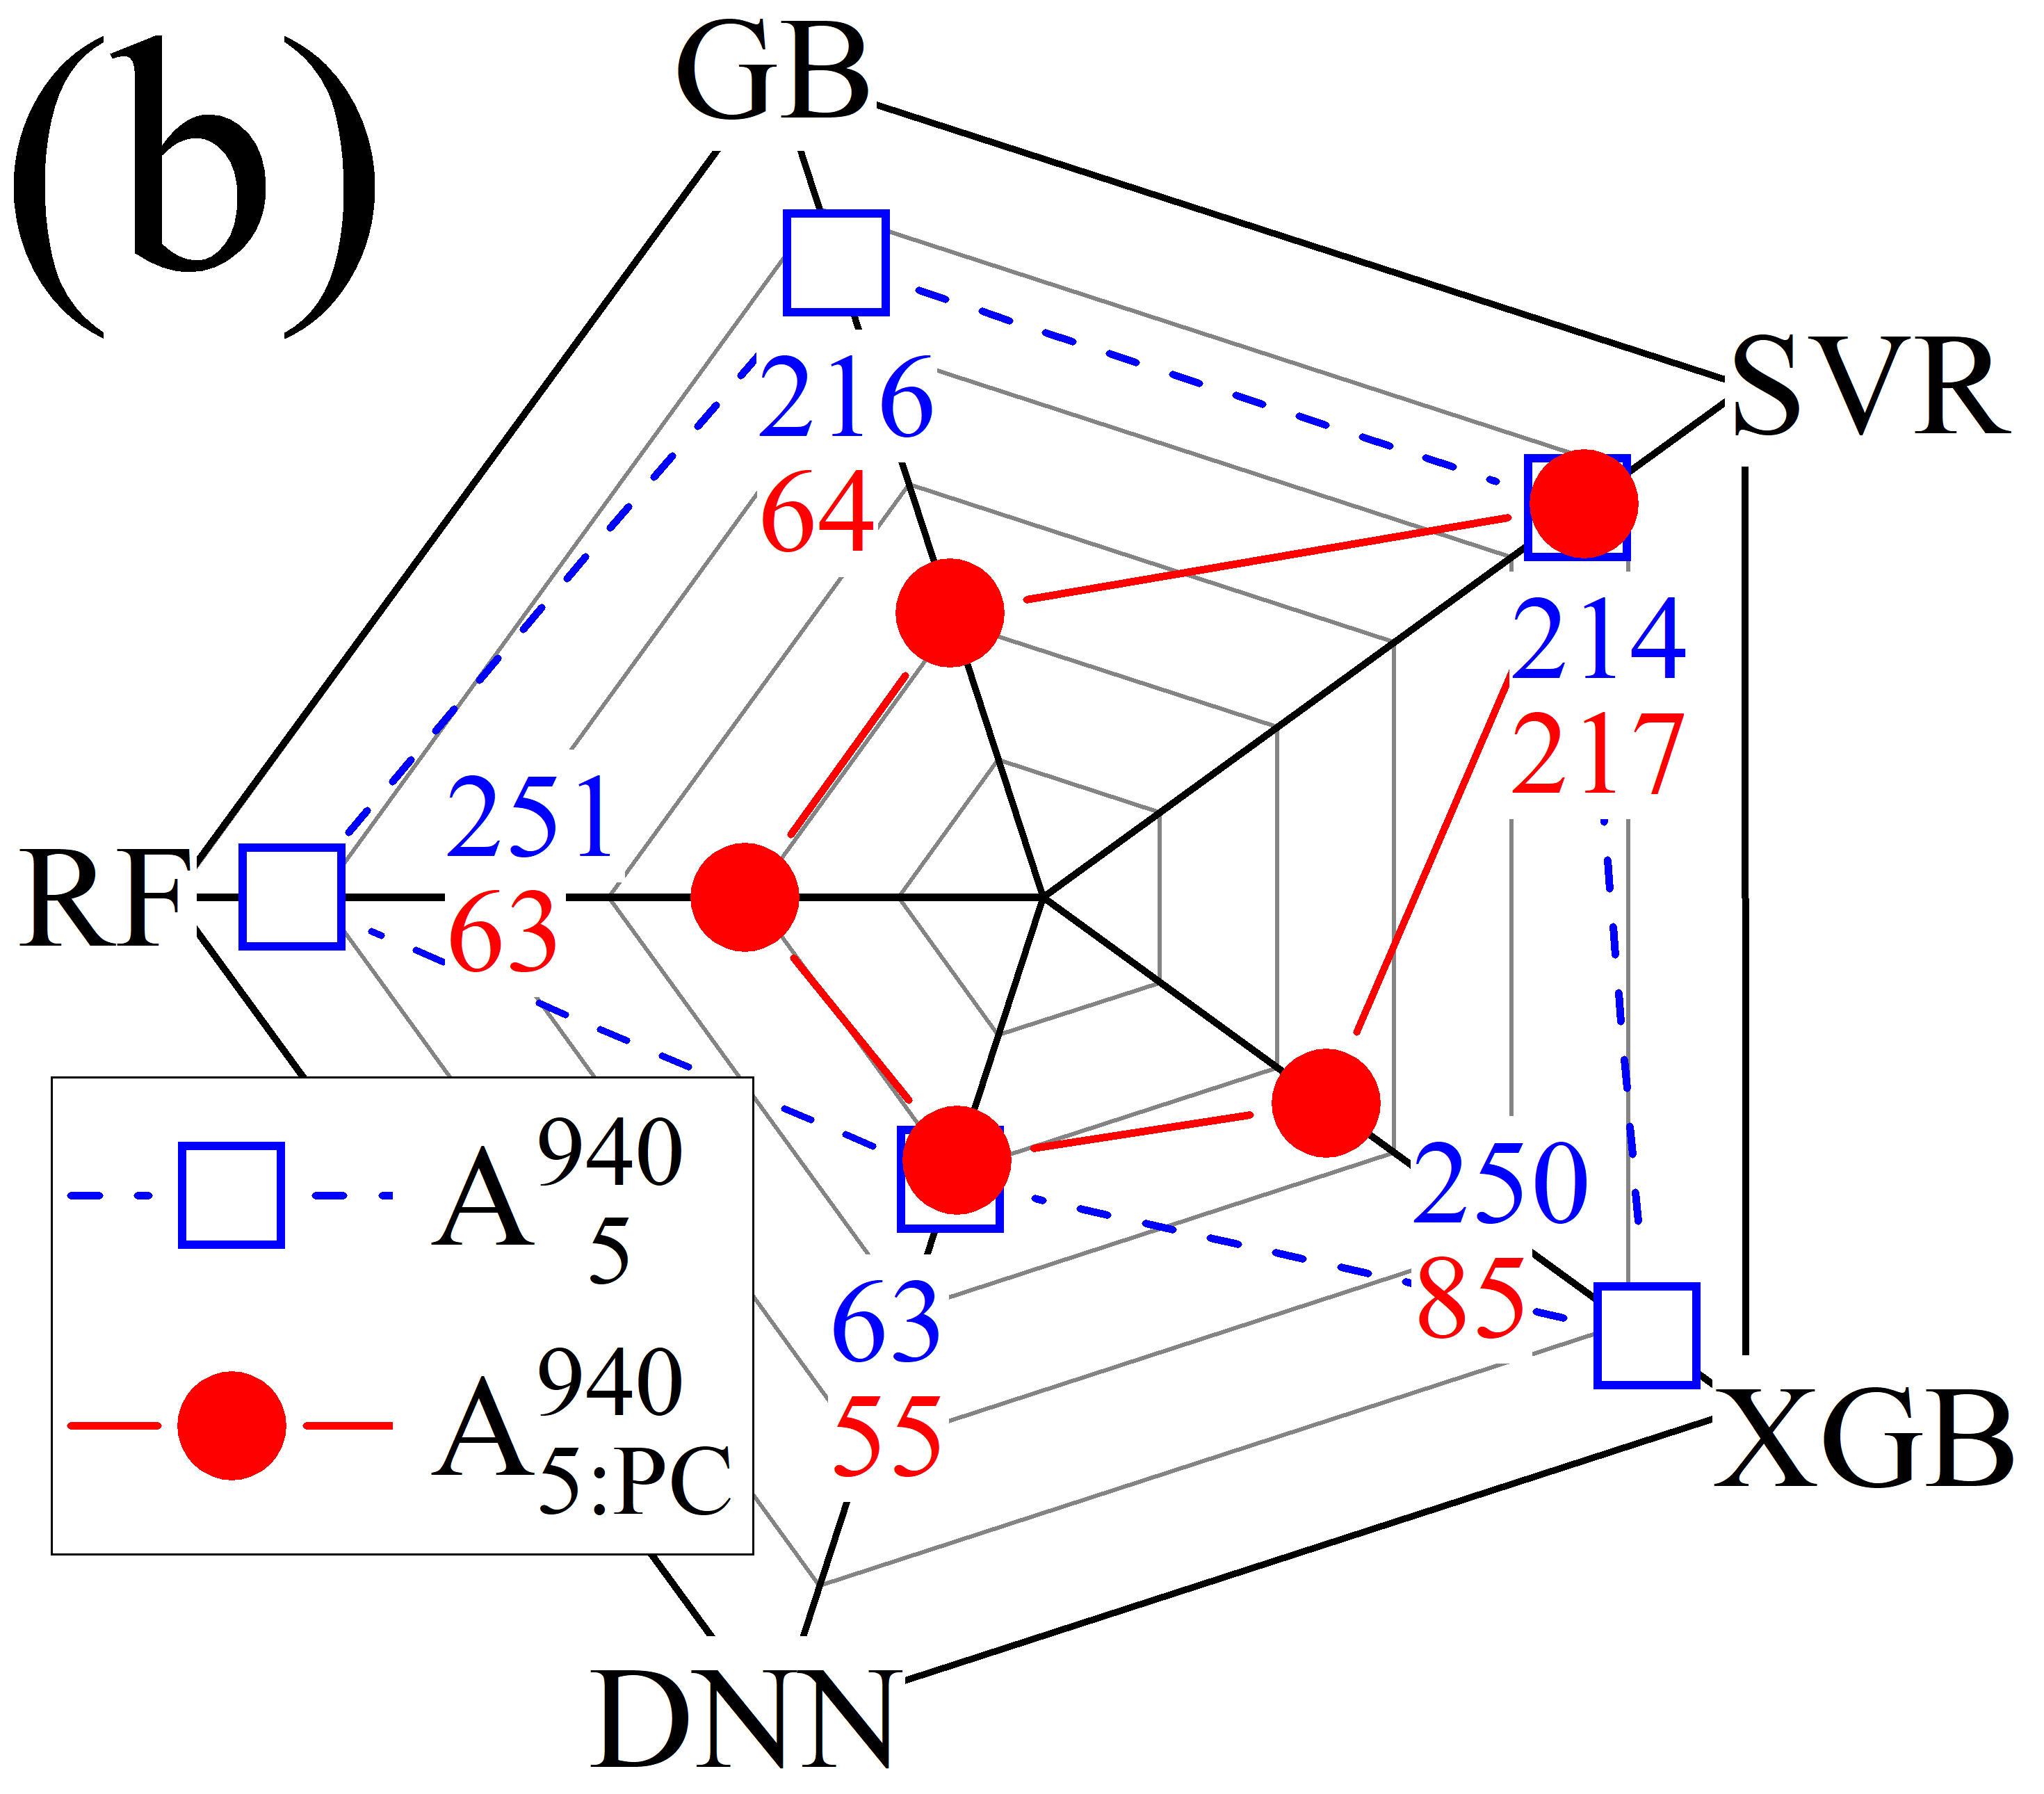 (b)
GB
SVR
216
64
214
217
RF
251
63
250
85
63
55
XGB
DNN
A 940 5
A 940 5:PC